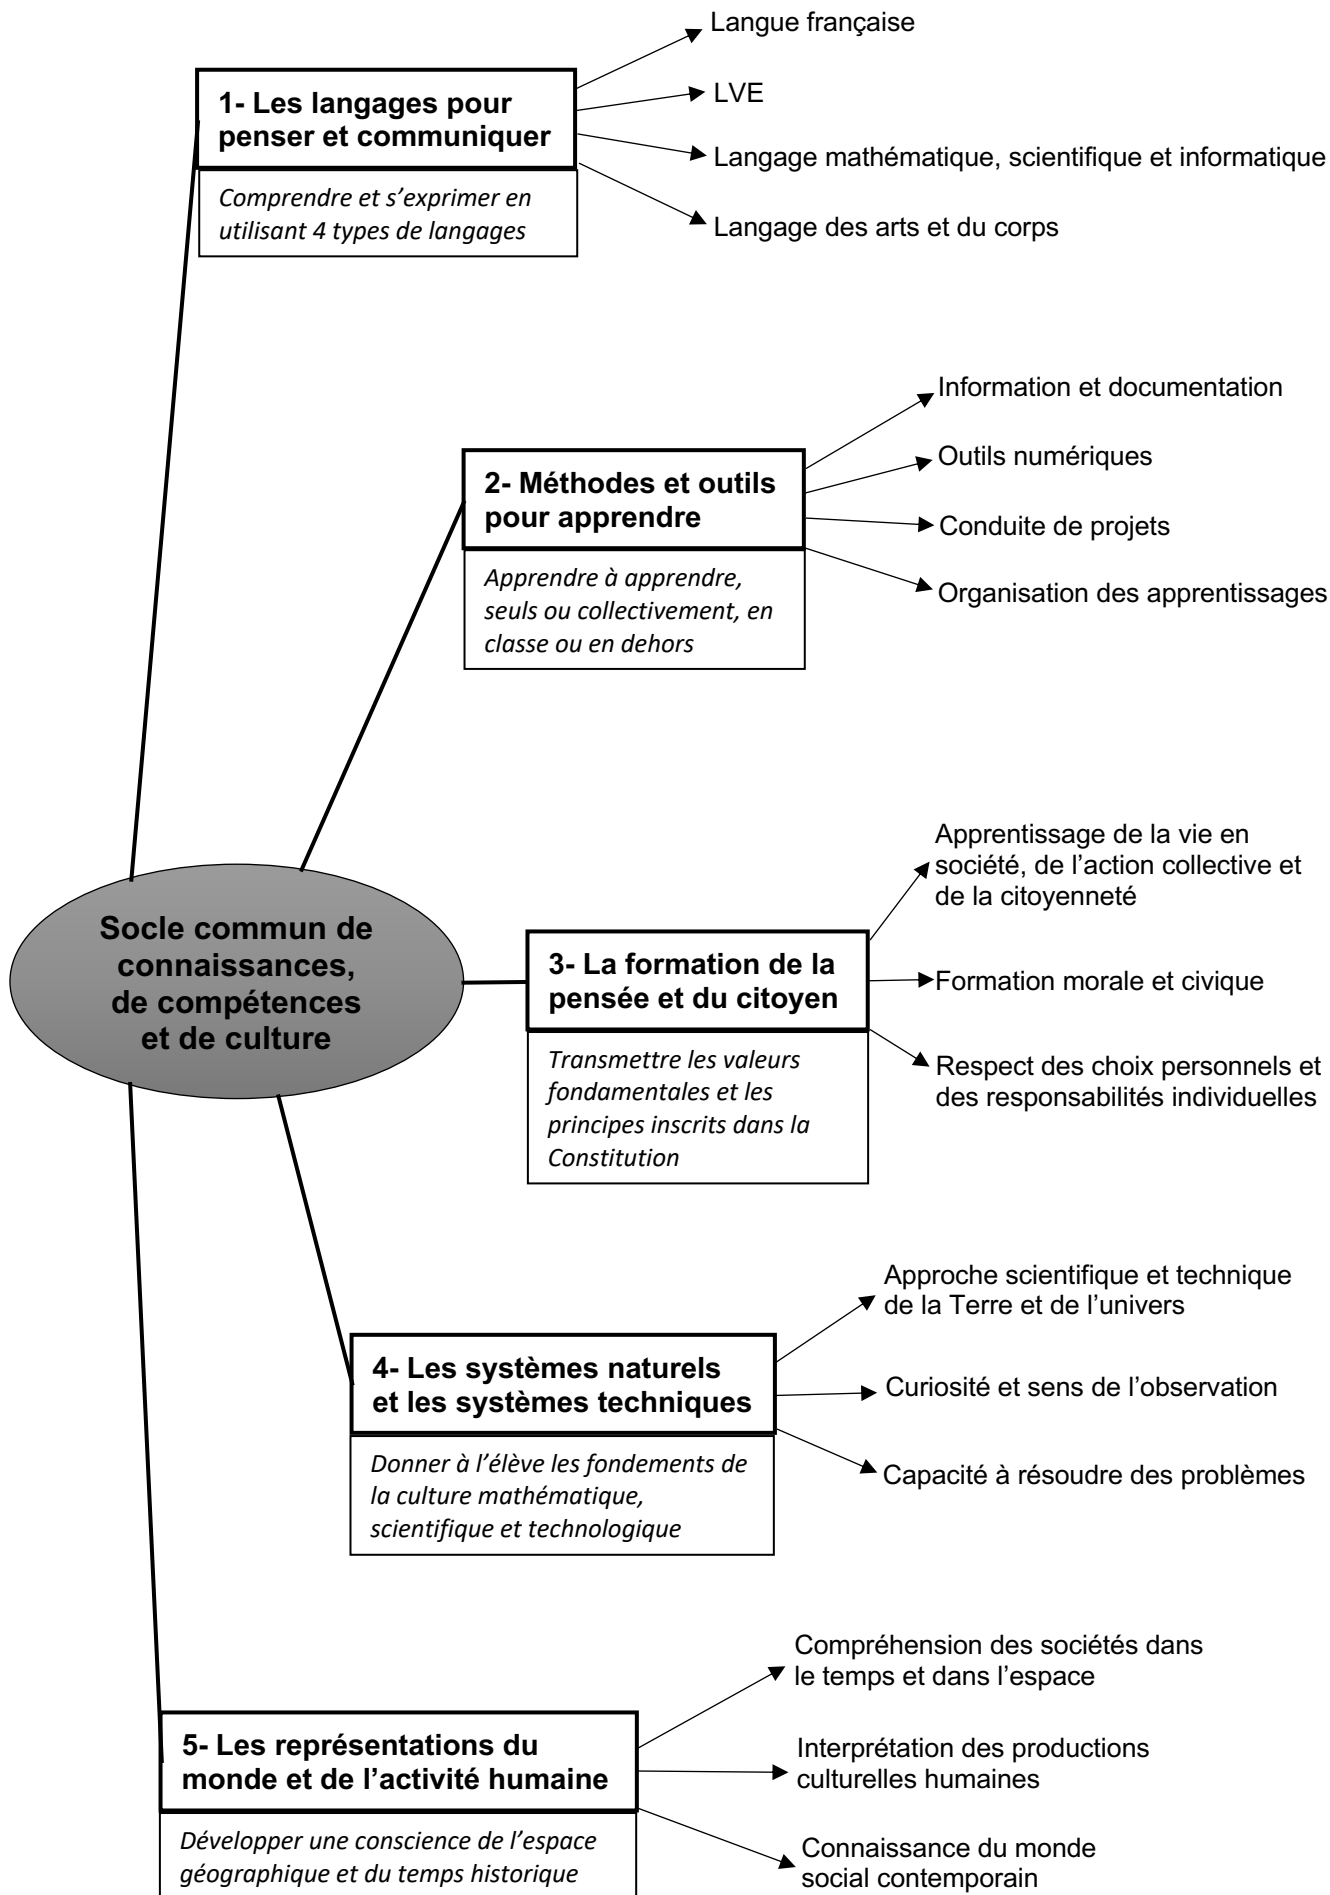 Langue française
1- Les langages pour
penser et communiquer
LVE
Langage mathématique, scientifique et informatique
Comprendre et s’exprimer en
utilisant 4 types de langages
Langage des arts et du corps
Information et documentation
2- Méthodes et outils
pour apprendre
Outils numériques
Conduite de projets
Apprendre à apprendre,
seuls ou collectivement, en
classe ou en dehors
Organisation des apprentissages
Socle commun de
connaissances,
de compétences
et de culture
3- La formation de la
pensée et du citoyen
Transmettre les valeurs
fondamentales et les
principes inscrits dans la
Constitution
Apprentissage de la vie en
société, de l’action collective et
de la citoyenneté
Formation morale et civique
Respect des choix personnels et
des responsabilités individuelles
4- Les systèmes naturels
et les systèmes techniques
Donner à l’élève les fondements de
la culture mathématique,
scientifique et technologique
Approche scientifique et technique
de la Terre et de l’univers
Curiosité et sens de l’observation
Capacité à résoudre des problèmes
5- Les représentations du
monde et de l’activité humaine
Développer une conscience de l’espace
géographique et du temps historique
Compréhension des sociétés dans
le temps et dans l’espace
Interprétation des productions
culturelles humaines
Connaissance du monde
social contemporain